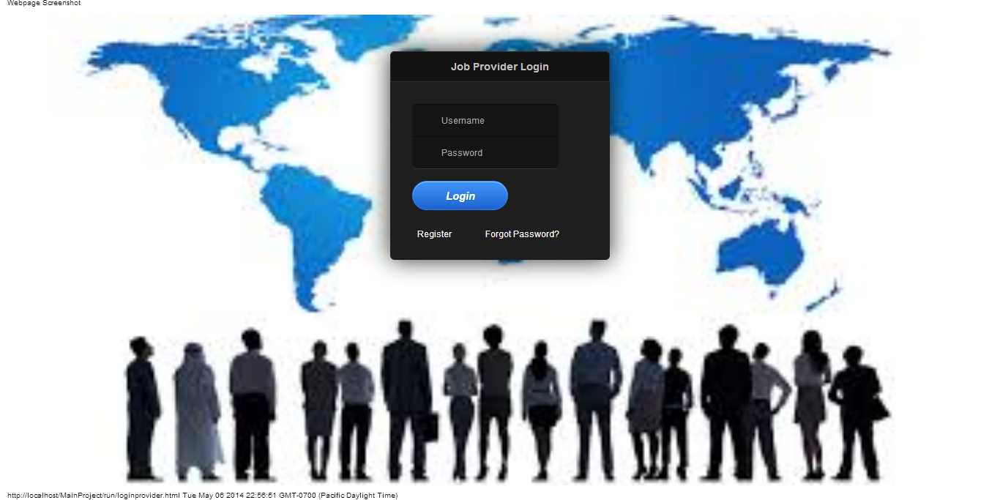 Webpage Screenshot
Job Provider Login
Username
Password
Login
Register Forgot Password?
http://localhost/MainProject/run/loginprovider.html Tue May 06 2014 22:56:51 GMT-0700 (Pacific Daylight Time)